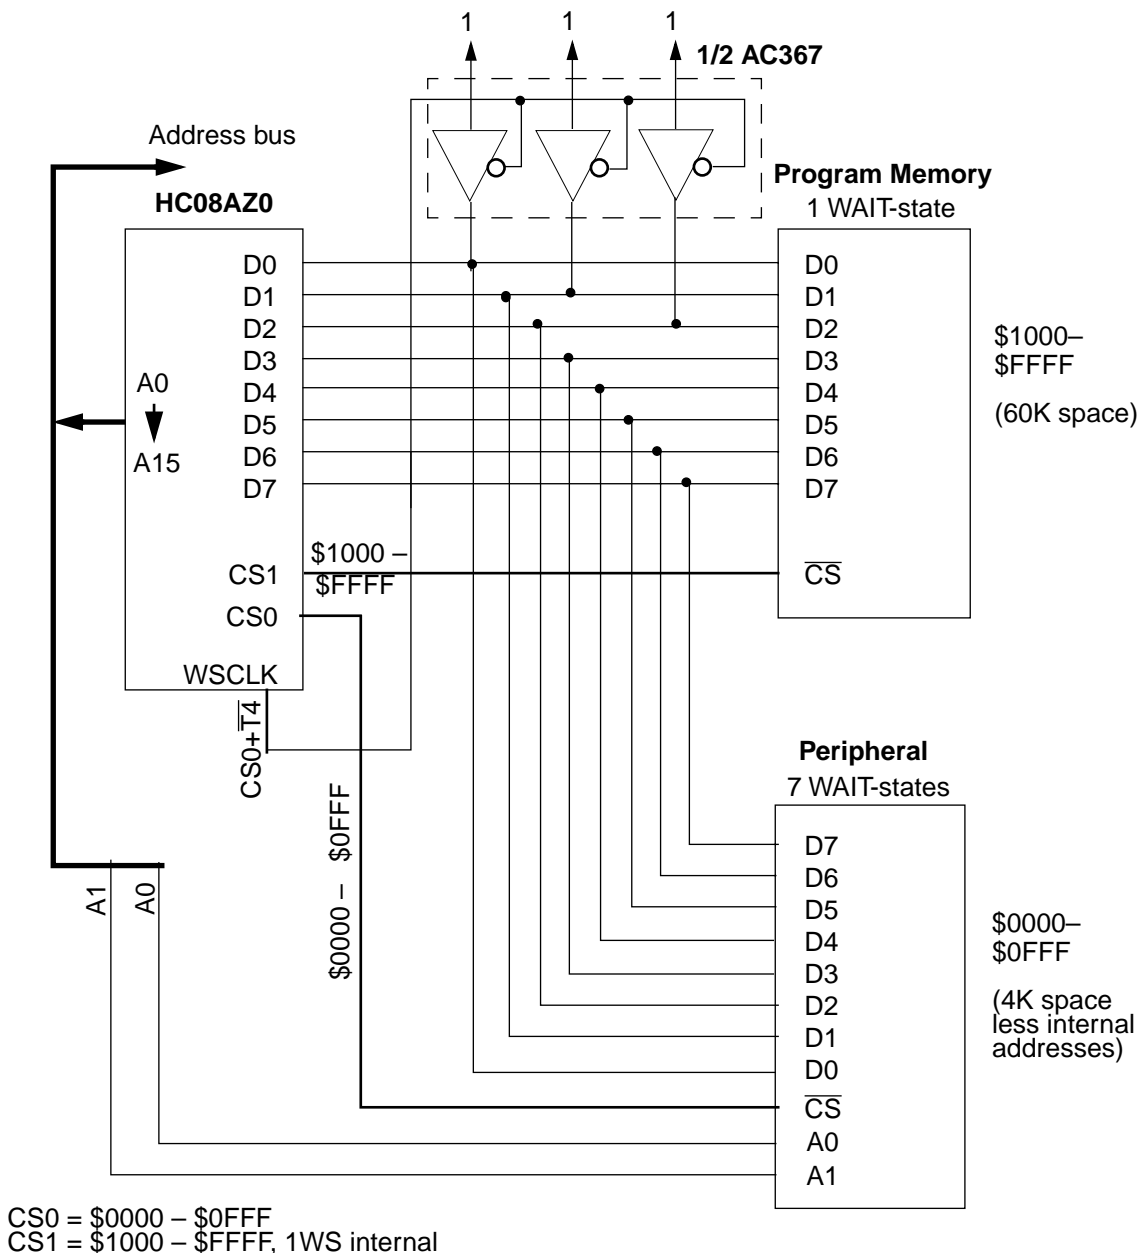 1 1 1
1/2 AC367
Address bus
HC08AZ0
Program Memory
1 WAIT-state
D0
D1
D2
D3
D4
D5
D6
D7
A0
A15
CS1
CS0
WSCLK
$1000 –
$FFFF
D0
D1
D2
D3
D4
D5
D6
D7
C̅S̅
$1000–
$FFFF
(60K space)
CS0+T̅4̅
$0000 – $0FFF
A1
A0
Peripheral
7 WAIT-states
D7
D6
D5
D4
D3
D2
D1
D0
C̅S̅
A0
A1
$0000–
$0FFF
(4K space
less internal
addresses)
CS0 = $0000 – $0FFF
CS1 = $1000 – $FFFF, 1WS internal